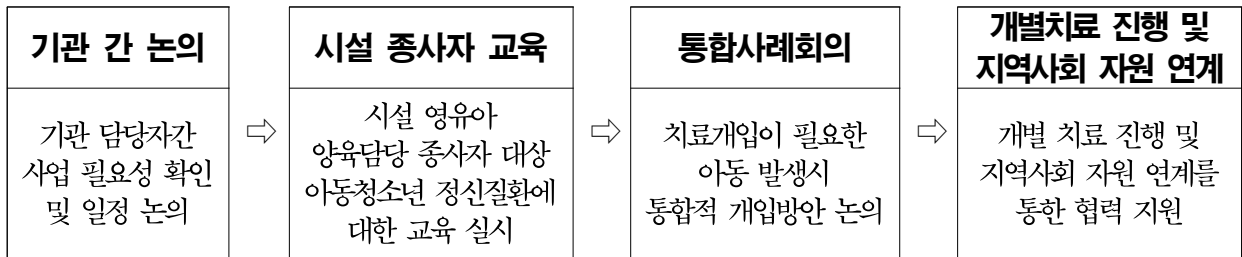 기관 간 논의
기관 담당자간
사업 필요성 확인
및 일정 논의
⇨
시설 종사자 교육
시설 영유아
양육담당 종사자 대상
아동청소년 정신질환에
대한 교육 실시
⇨
통합사례회의
치료개입이 필요한
아동 발생시
통합적 개입방안 논의
⇨
개별치료 진행 및
지역사회 자원 연계
개별 치료 진행 및
지역사회 자원 연계를
통한 협력 지원